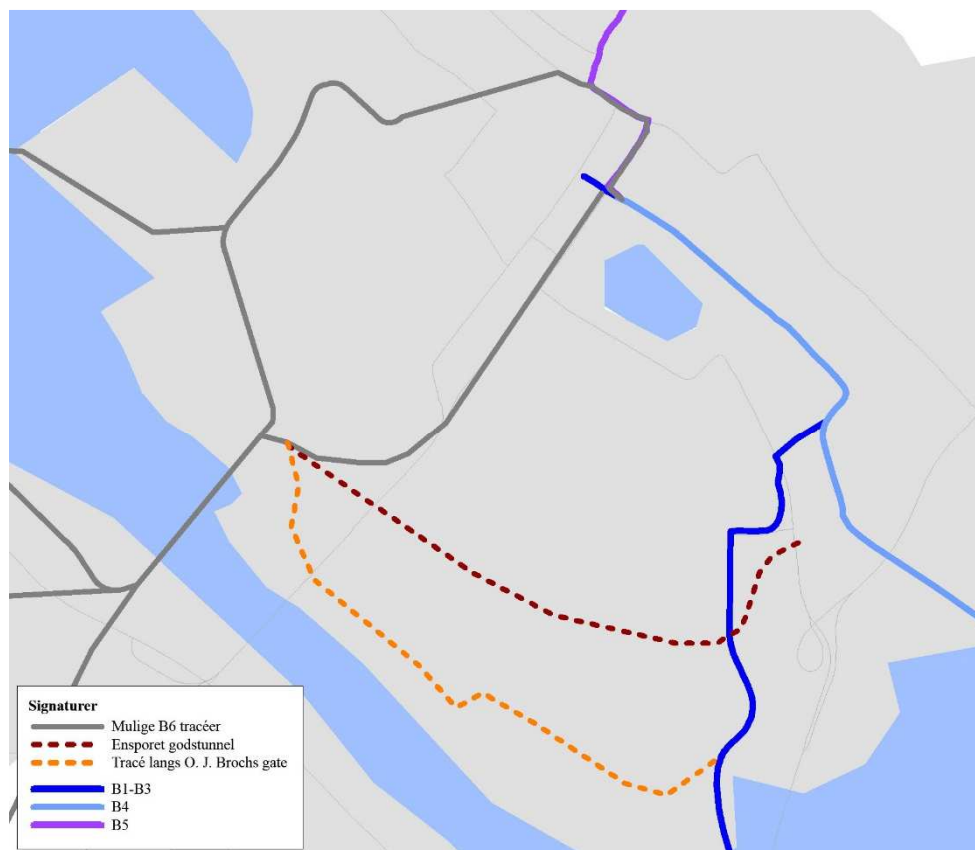 Signaturer
Mulige B6 tracéer
Ensporet godstunnel
Tracé langs O. J. Brochs gate
B1-B3
B4
B5